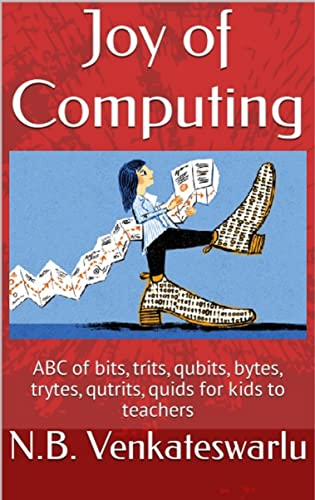 Joy of
Computing
ABC of bits, trits, qubits, bytes,
trytes, qutrits, quids for kids to
teachers
N.B. Venkateswarlu